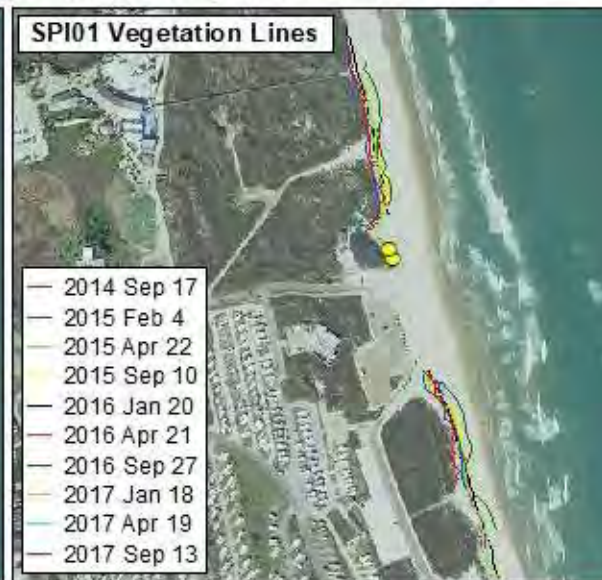 SPI01 Vegetation Lines
2014 Sep 17
2015 Feb 4
2015 Apr 22
2015 Sep 10
2016 Jan 20
2016 Apr 21
2016 Sep 27
2017 Jan 18
2017 Apr 19
2017 Sep 13